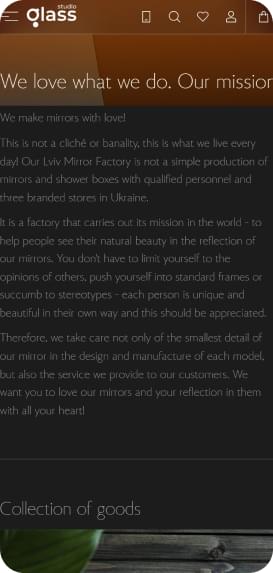 studio
glass
We love what we do. Our mission
We make mirrors with love!
This is not a cliché or banality, this is what we live every
day! Our Lviv Mirror Factory is not a simple production of
mirrors and shower boxes with qualified personnel and
three branded stores in Ukraine.
It is a factory that carries out its mission in the world - to
help people see their natural beauty in the reflection of
our mirrors. You don't have to limit yourself to the
opinions of others, push yourself into standard frames or
succumb to stereotypes - each person is unique and
beautiful in their own way and this should be appreciated.
Therefore, we take care not only of the smallest detail of
our mirror in the design and manufacture of each model,
but also the service we provide to our customers. We
want you to love our mirrors and your reflection in them
with all your heart!
Collection of goods